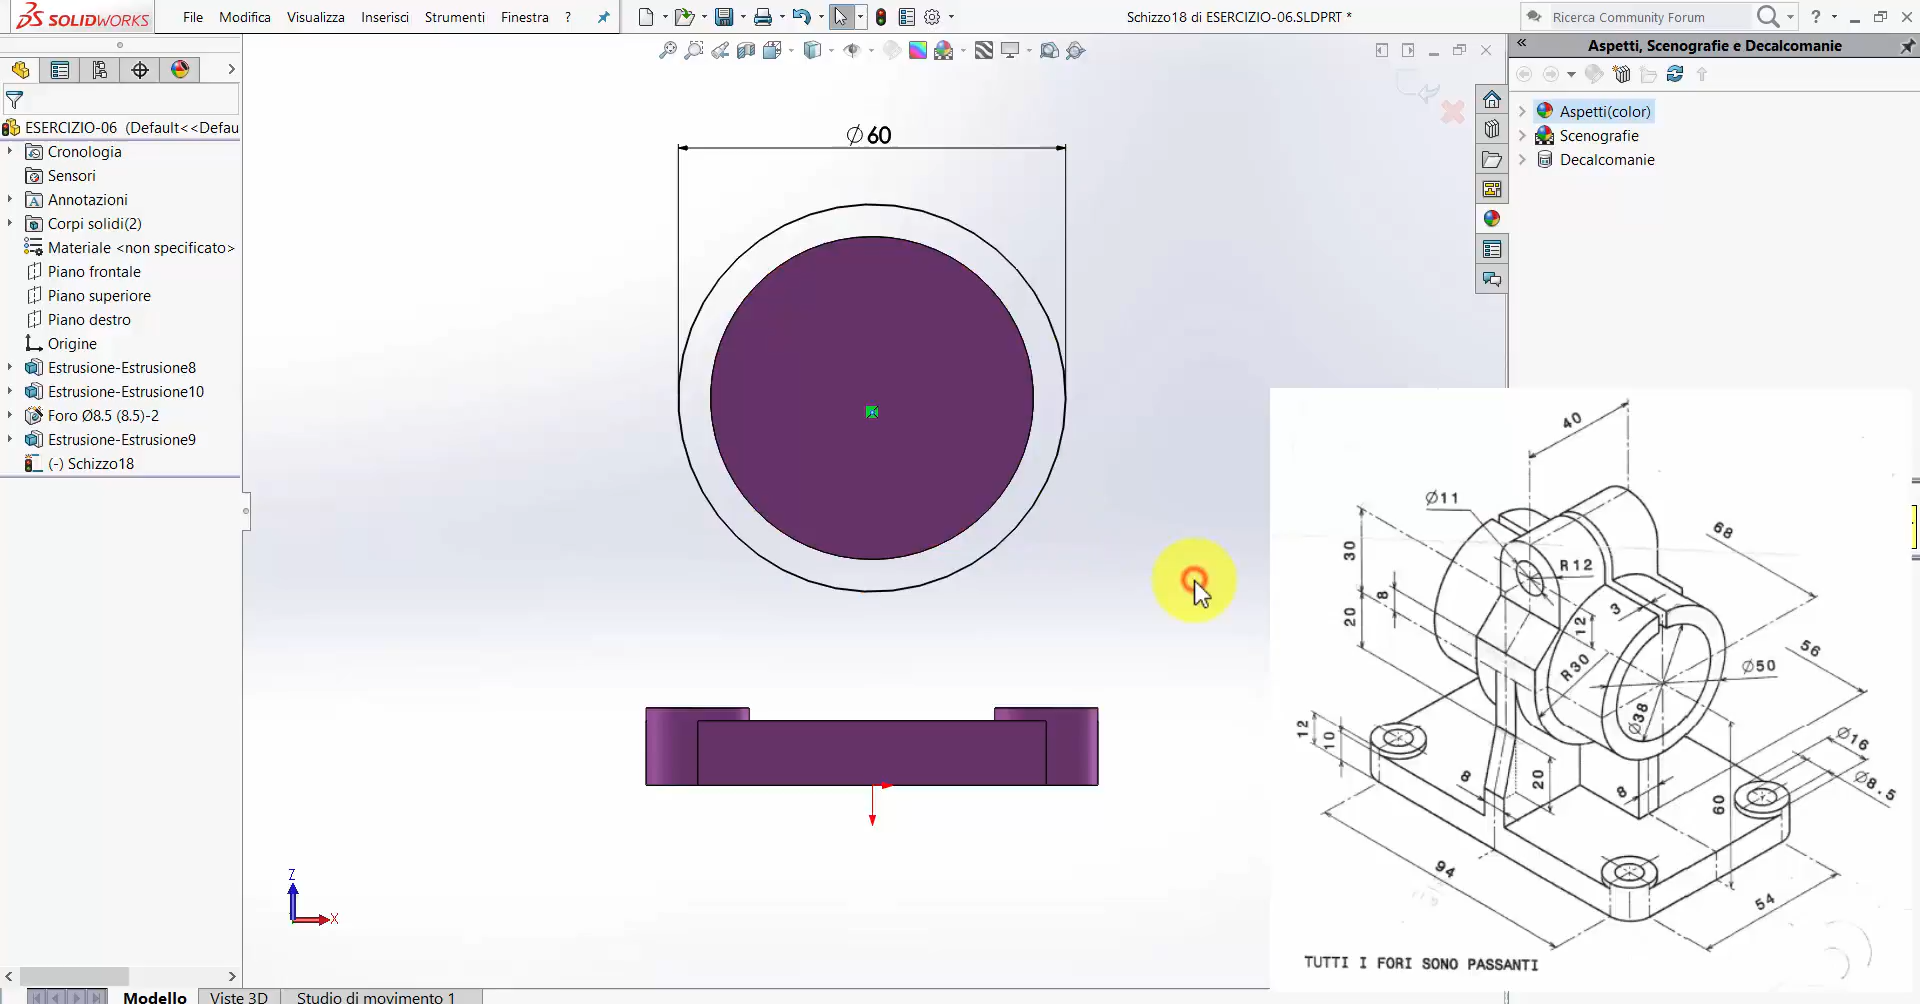 SOLIDWORKS File Modifica Visualizza Inserisci Strumenti Finestra ? Schizzo18 di ESERCIZIO-06.SLDPRT * Ricerca Community Forum ?
Aspetti, Scenografie e Decalcomanie
ESERCIZIO-06 (Default<<Defau
Cronologia
Sensori
Annotazioni
Corpi solidi(2)
Materiale <non specificato>
Piano frontale
Piano superiore
Piano destro
Origine
Estrusione-Estrusione8
Estrusione-Estrusione10
Foro Ø8.5 (8.5)-2
Estrusione-Estrusione9
(-) Schizzo18
Ø60
Z
X
Aspetti(color)
Scenografie
Decalcomanie
40
Ø11
68
30
R12
8
3
20
12
56
R30
Ø50
Ø38
12
10
Ø16
8
20
8
60
Ø8.5
94
54
TUTTI I FORI SONO PASSANTI
Modello Viste 3D Studio di movimento 1